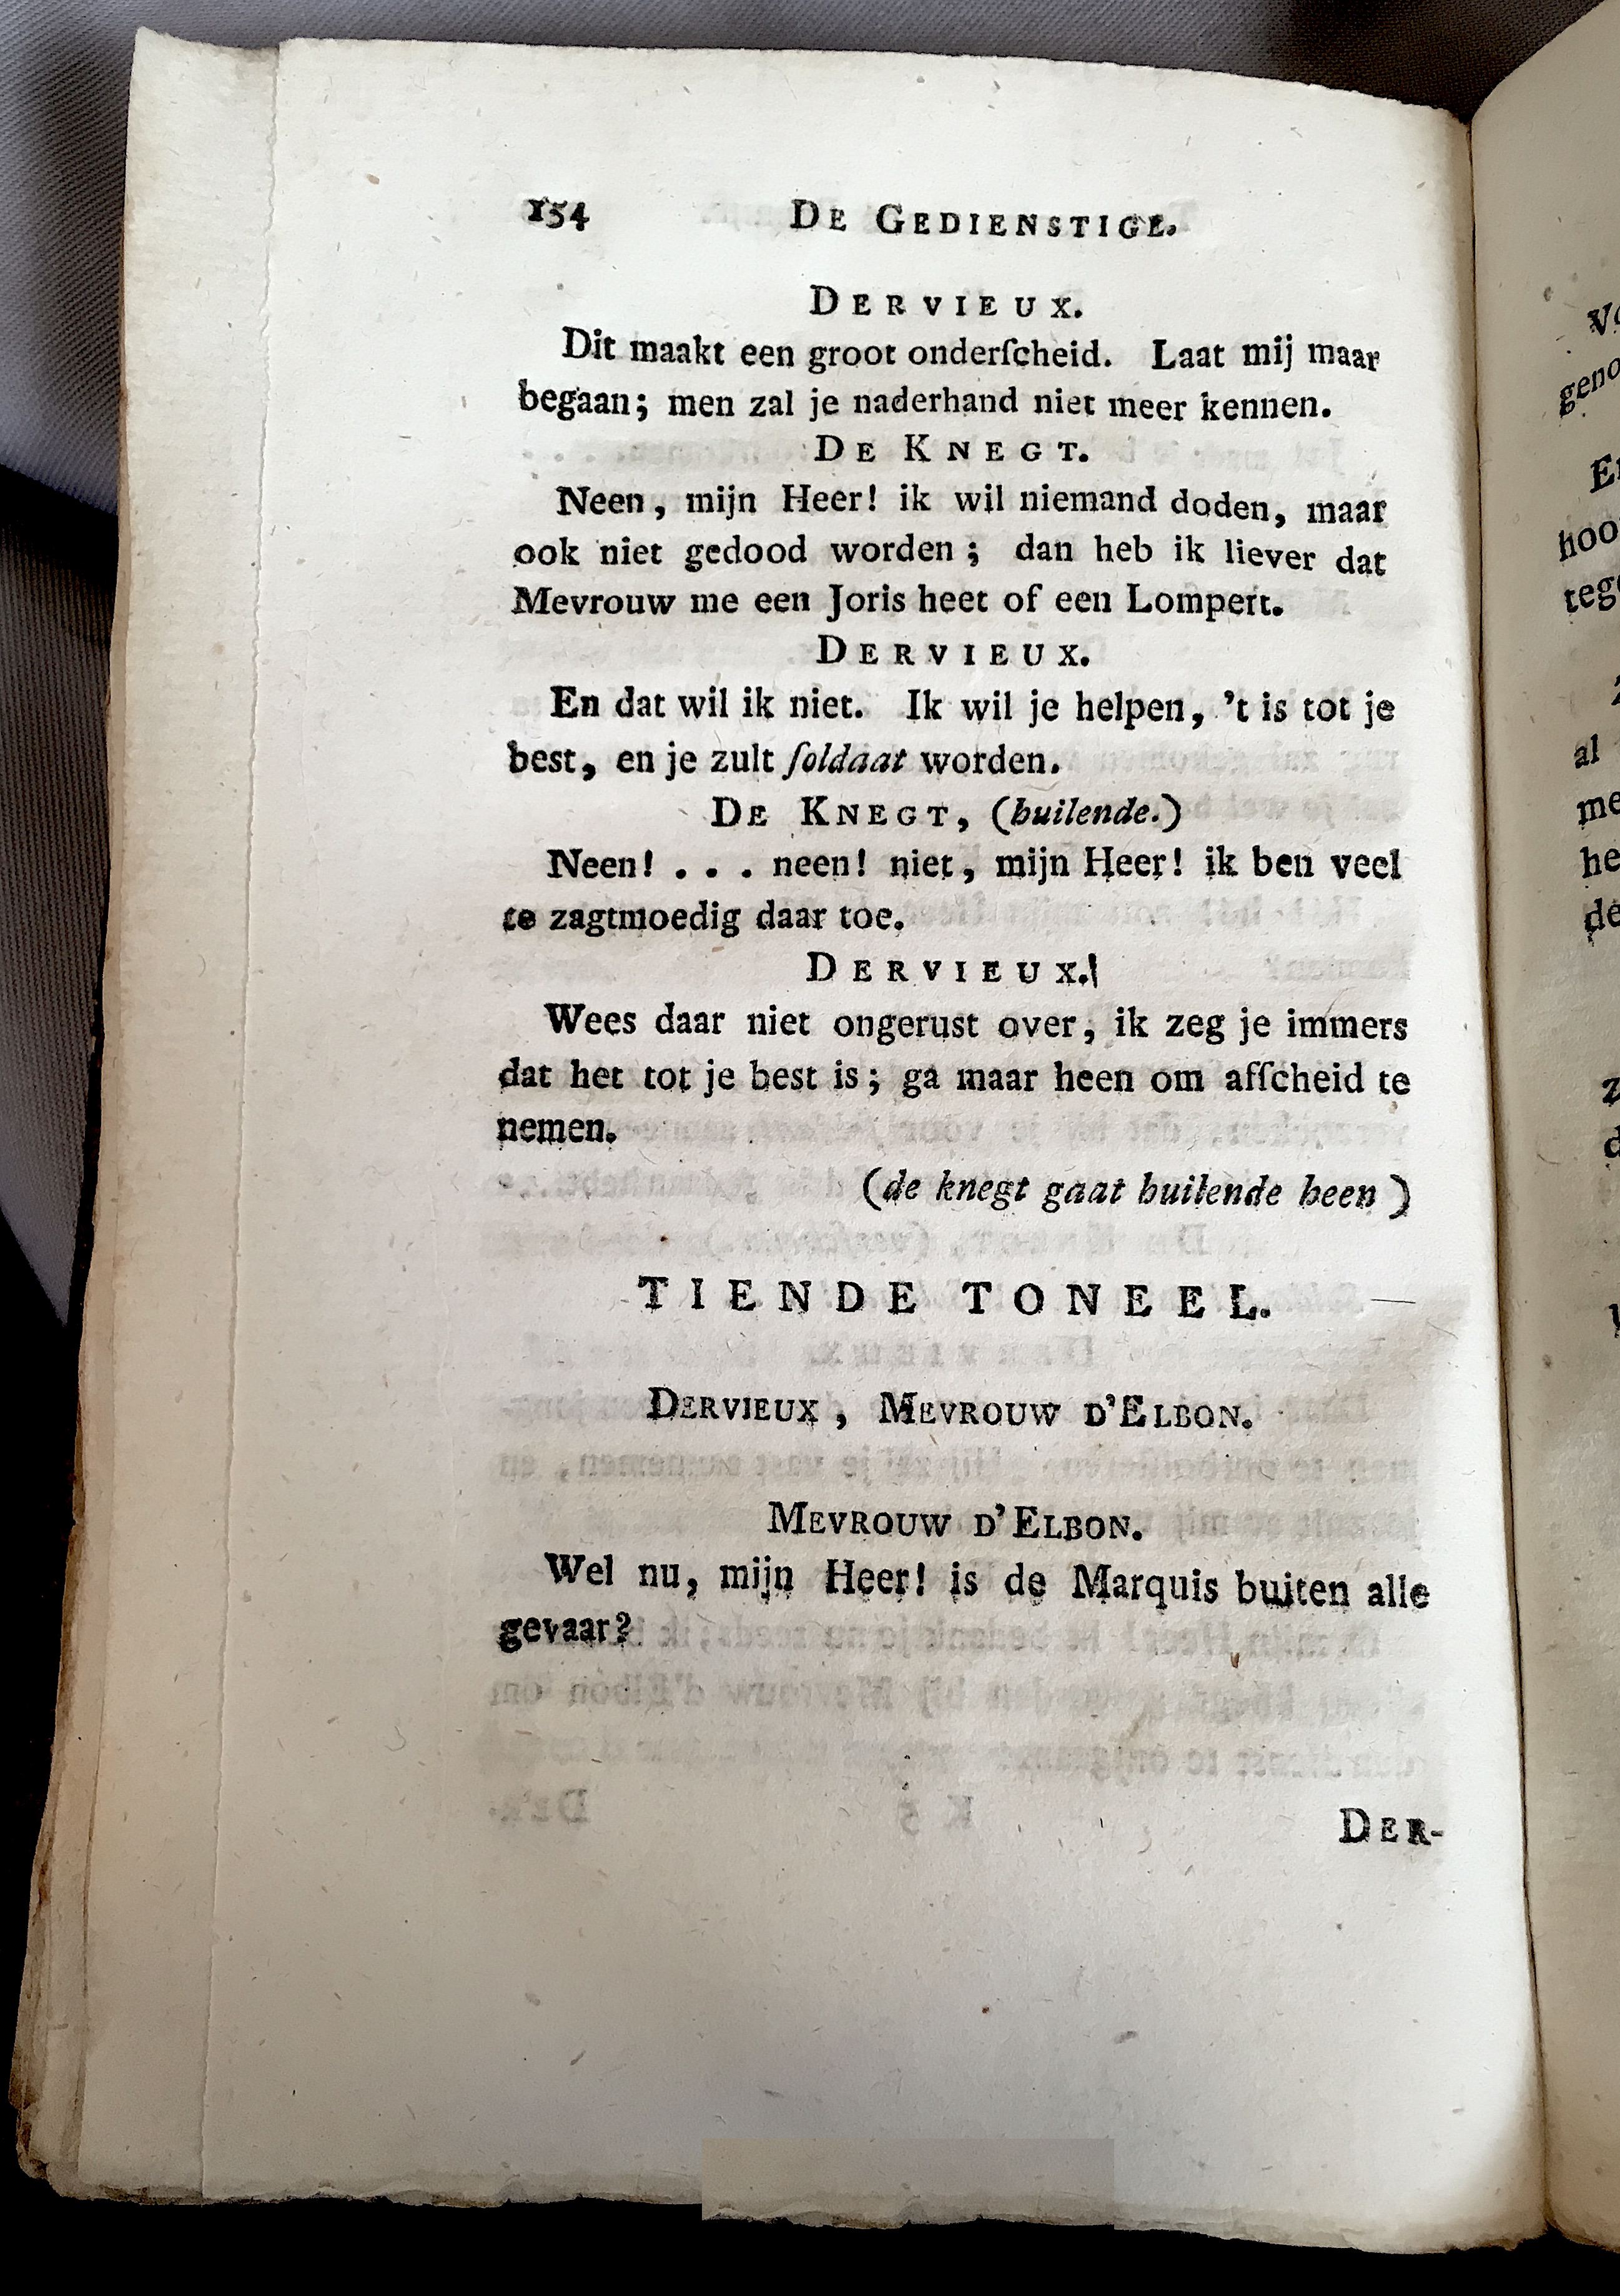 154 DE GEDIENSTIGE.
DERVIEUX.
Dit maakt een groot onderſcheid. Laat mij maar
begaan; men zal je naderhand niet meer kennen.
DE KNEGT.
Neen, mijn Heer! ik wil niemand doden, maar
ook niet gedood worden; dan heb ik liever dat
Mevrouw me een Joris heet of een Lompert.
DERVIEUX.
En dat wil ik niet. Ik wil je helpen, 't is tot je
best, en je zult ſoldaat worden.
DE KNEGT, (huilende.)
Neen! . . . neen! niet, mijn Heer! ik ben veel
te zagtmoedig daar toe.
DERVIEUX.
Wees daar niet ongerust over, ik zeg je immers
dat het tot je best is; ga maar heen om afſcheid te
nemen.
(de knegt gaat huilende heen)
TIENDE TONEEL.
DERVIEUX, MEVROUW D'ELBON.
MEVROUW D'ELBON.
Wel nu, mijn Heer! is de Marquis buiten alle
gevaar?
DER-